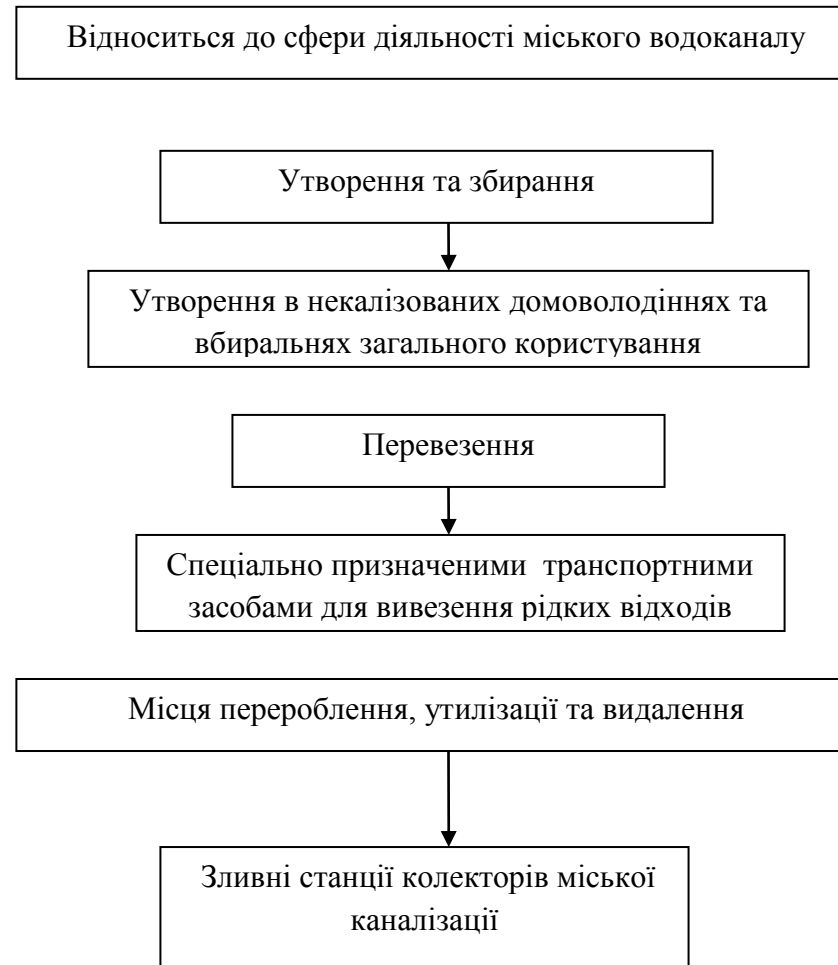 Відноситься до сфери діяльності міського водоканалу
Утворення та збирання
Утворення в некалізованих домоволодіннях та
вбиральнях загального користування
Перевезення
Спеціально призначеними  транспортними
засобами для вивезення рідких відходів
Місця перероблення, утилізації та видалення
Зливні станції колекторів міської
каналізації